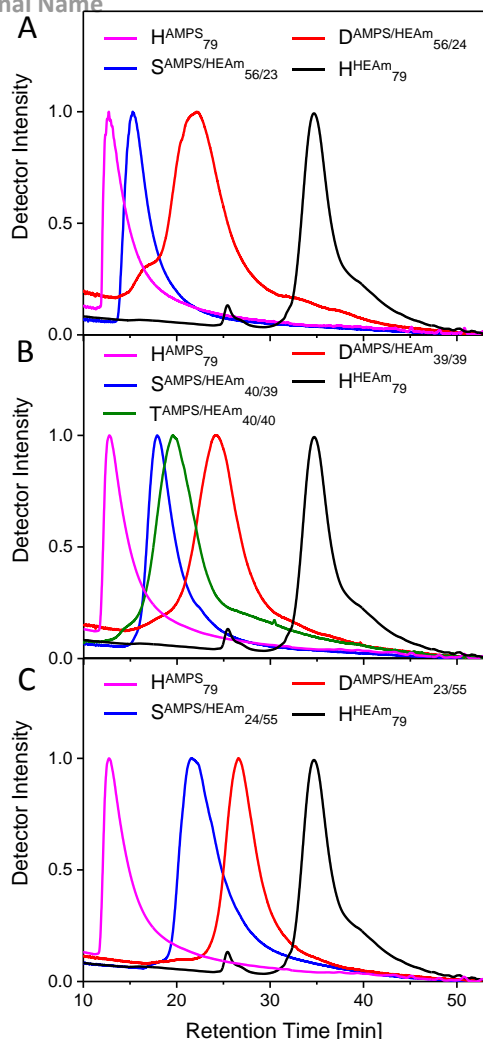 nal Name
A
H^AMPS_79 D^AMPS/HEAm_56/24
S^AMPS/HEAm_56/23 H^HEAm_79
1.0
0.5
0.0
Detector Intensity
B
H^AMPS_79 D^AMPS/HEAm_39/39
S^AMPS/HEAm_40/39 H^HEAm_79
T^AMPS/HEAm_40/40
1.0
0.5
0.0
Detector Intensity
C
H^AMPS_79 D^AMPS/HEAm_23/55
S^AMPS/HEAm_24/55 H^HEAm_79
1.0
0.5
0.0
Detector Intensity
10 20 30 40 50
Retention Time [min]